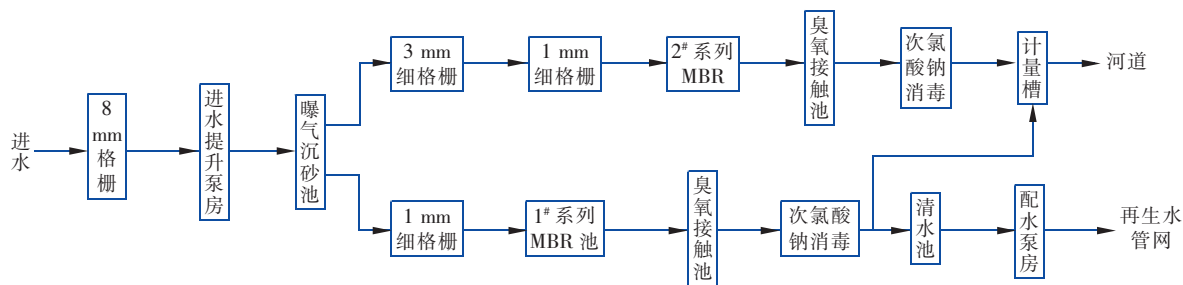 进
水
8
mm
格
栅
进
水
提
升
泵
房
曝
气
沉
砂
池
3 mm
细格栅
1 mm
细格栅
2# 系列
MBR
臭
氧
接
触
池
次氯
酸钠
消毒
计
量
槽
河道
1 mm
细格栅
1# 系列
MBR 池
臭
氧
接
触
池
次氯酸
钠消毒
清
水
池
配
水
泵
房
再生水
管网